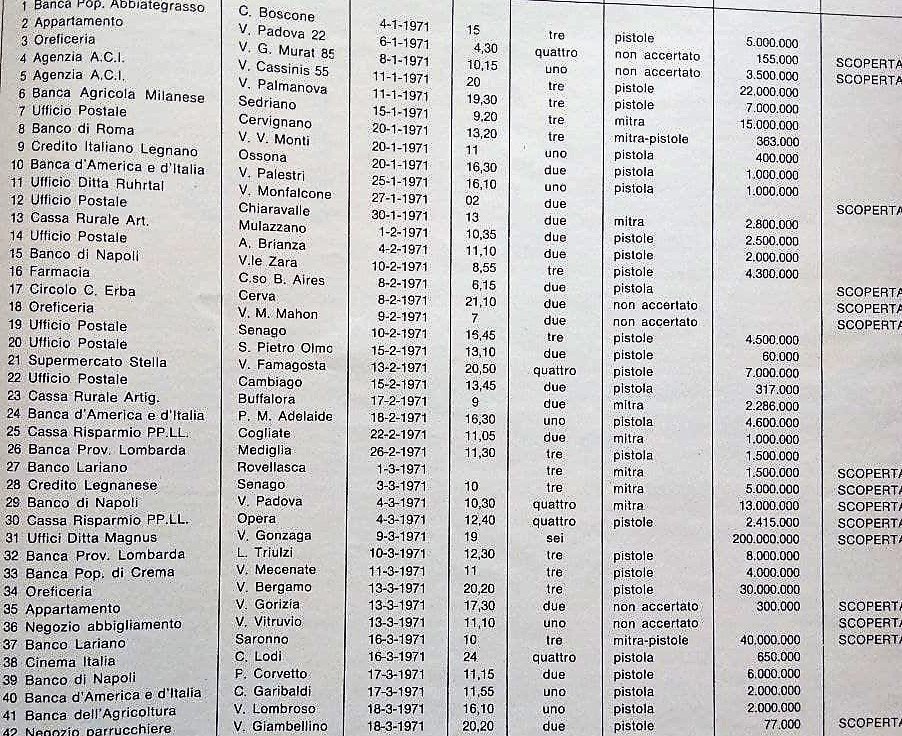 1 Banca Pop. Abbiategrasso C. Boscone 4-1-1971 15 tre pistole 5.000.000
2 Appartamento V. Padova 22 6-1-1971 4,30 quattro non accertato 155.000 SCOPERTA
3 Oreficeria V. G. Murat 85 8-1-1971 10,15 uno non accertato 3.500.000 SCOPERTA
4 Agenzia A.C.I. V. Cassinis 55 11-1-1971 20 tre pistole 22.000.000
5 Agenzia A.C.I. V. Palmanova 11-1-1971 19,30 tre pistole 7.000.000
6 Banca Agricola Milanese Sedriano 15-1-1971 9,20 tre mitra 15.000.000
7 Ufficio Postale Cervignano 20-1-1971 13,20 tre mitra-pistole 363.000
8 Banco di Roma V. V. Monti 20-1-1971 11 uno pistola 400.000
9 Credito Italiano Legnano Ossona 20-1-1971 16,30 due pistole 1.000.000
10 Banca d'America e d'Italia V. Palestri 25-1-1971 16,10 uno pistola 1.000.000
11 Ufficio Ditta Ruhrtal V. Monfalcone 27-1-1971 02 due SCOPERTA
12 Ufficio Postale Chiaravalle 30-1-1971 13 due mitra 2.800.000
13 Cassa Rurale Art. Mulazzano 1-2-1971 10,35 due pistole 2.500.000
14 Ufficio Postale A. Brianza 4-2-1971 11,10 due pistole 2.000.000
15 Banco di Napoli V.le Zara 10-2-1971 8,55 tre pistole 4.300.000
16 Farmacia C.so B. Aires 8-2-1971 6,15 due pistola SCOPERTA
17 Circolo C. Erba Cerva 8-2-1971 21,10 due non accertato SCOPERTA
18 Oreficeria V. M. Mahon 9-2-1971 7 due non accertato SCOPERTA
19 Ufficio Postale Senago 10-2-1971 16,45 tre pistole 4.500.000
20 Ufficio Postale S. Pietro Olmo 15-2-1971 13,10 due pistole 60.000
21 Supermercato Stella V. Famagosta 13-2-1971 20,50 quattro pistole 7.000.000
22 Ufficio Postale Cambiago 15-2-1971 13,45 due pistola 317.000
23 Cassa Rurale Artig. Buffalora 17-2-1971 9 due mitra 2.286.000
24 Banca d'America e d'Italia P. M. Adelaide 18-2-1971 16,30 uno pistola 4.600.000
25 Cassa Risparmio PP.LL. Cogliate 22-2-1971 11,05 due mitra 1.000.000
26 Banca Prov. Lombarda Mediglia 26-2-1971 11,30 tre pistola 1.500.000
27 Banco Lariano Rovellasca 1-3-1971 tre mitra 1.500.000 SCOPERTA
28 Credito Legnanese Senago 3-3-1971 10 tre mitra 5.000.000 SCOPERTA
29 Banco di Napoli V. Padova 4-3-1971 10,30 quattro mitra 13.000.000 SCOPERTA
30 Cassa Risparmio PP.LL. Opera 4-3-1971 12,40 quattro pistole 2.415.000 SCOPERTA
31 Uffici Ditta Magnus V. Gonzaga 9-3-1971 19 sei 200.000.000 SCOPERTA
32 Banca Prov. Lombarda L. Triulzi 10-3-1971 12,30 tre pistole 8.000.000
33 Banca Pop. di Crema V. Mecenate 11-3-1971 11 tre pistole 4.000.000
34 Oreficeria V. Bergamo 13-3-1971 20,20 tre pistole 30.000.000
35 Appartamento V. Gorizia 13-3-1971 17,30 due non accertato 300.000 SCOPERTA
36 Negozio abbigliamento V. Vitruvio 13-3-1971 11,10 uno non accertato SCOPERTA
37 Banco Lariano Saronno 16-3-1971 10 tre mitra-pistole 40.000.000 SCOPERTA
38 Cinema Italia C. Lodi 16-3-1971 24 quattro pistola 650.000
39 Banco di Napoli P. Corvetto 17-3-1971 11,15 due pistole 6.000.000
40 Banca d'America e d'Italia C. Garibaldi 17-3-1971 11,55 uno pistola 2.000.000
41 Banca dell'Agricoltura V. Lombroso 18-3-1971 16,10 uno pistola 2.000.000
42 Negozio parrucchiere V. Giambellino 18-3-1971 20,20 due pistole 77.000 SCOPERTA